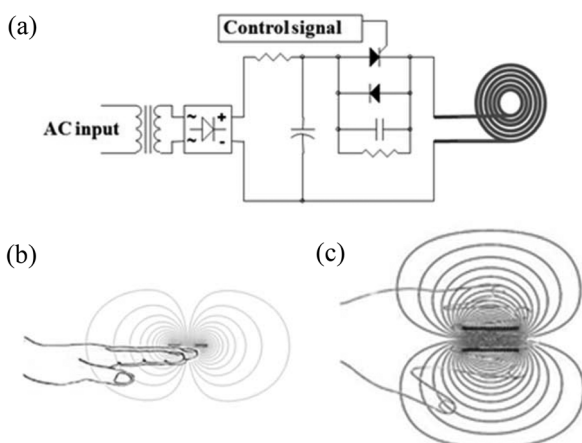 (a)
Control signal
AC input
~ +
~ -
(b)
(c)